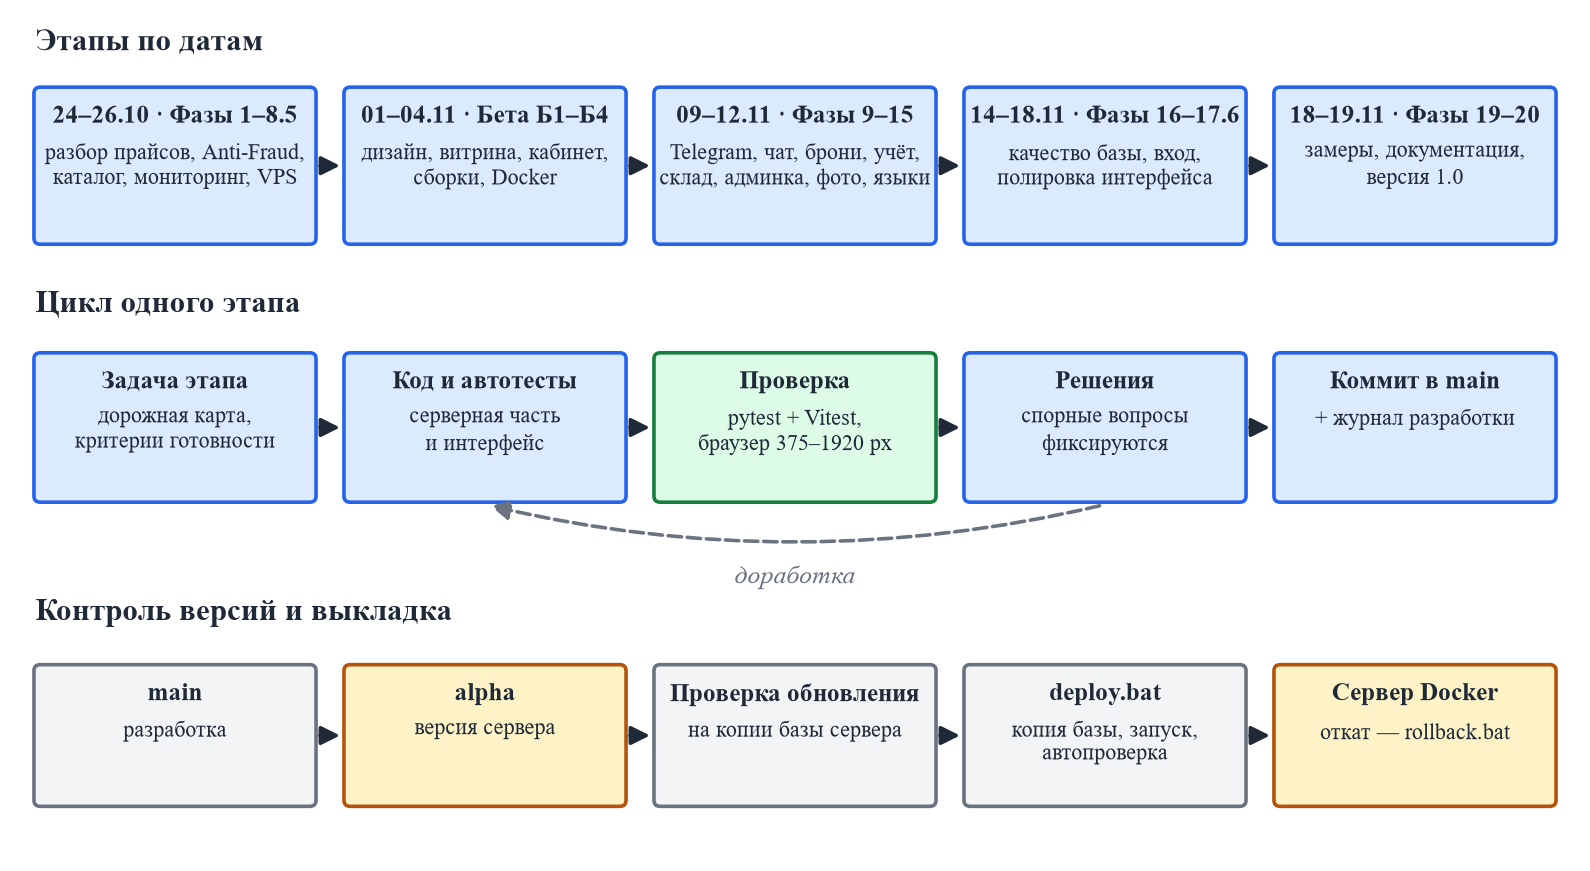 Этапы по датам
24–26.10 · Фазы 1–8.5
разбор прайсов, Anti-Fraud,
каталог, мониторинг, VPS
01–04.11 · Бета Б1–Б4
дизайн, витрина, кабинет,
сборки, Docker
09–12.11 · Фазы 9–15
Telegram, чат, брони, учёт,
склад, админка, фото, языки
14–18.11 · Фазы 16–17.6
качество базы, вход,
полировка интерфейса
18–19.11 · Фазы 19–20
замеры, документация,
версия 1.0
Цикл одного этапа
Задача этапа
дорожная карта,
критерии готовности
Код и автотесты
серверная часть
и интерфейс
Проверка
pytest + Vitest,
браузер 375–1920 px
Решения
спорные вопросы
фиксируются
Коммит в main
+ журнал разработки
доработка
Контроль версий и выкладка
main
разработка
alpha
версия сервера
Проверка обновления
на копии базы сервера
deploy.bat
копия базы, запуск,
автопроверка
Сервер Docker
откат — rollback.bat